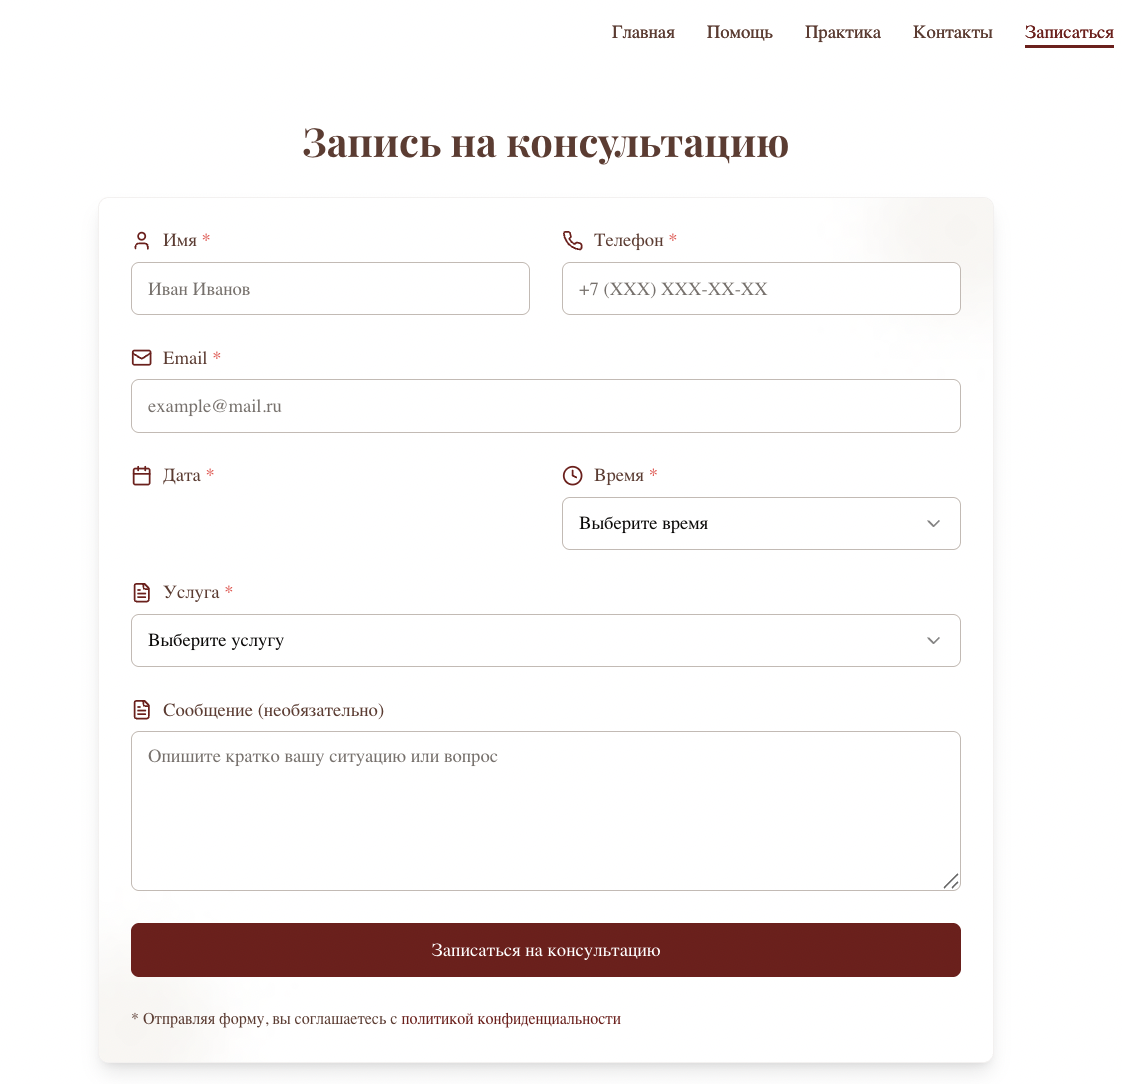 Главная Помощь Практика Контакты Записаться
Запись на консультацию
Имя * Телефон *
Иван Иванов +7 (XXX) XXX-XX-XX
Email *
example@mail.ru
Дата * Время *
Выберите время
Услуга *
Выберите услугу
Сообщение (необязательно)
Опишите кратко вашу ситуацию или вопрос
Записаться на консультацию
* Отправляя форму, вы соглашаетесь с политикой конфиденциальности